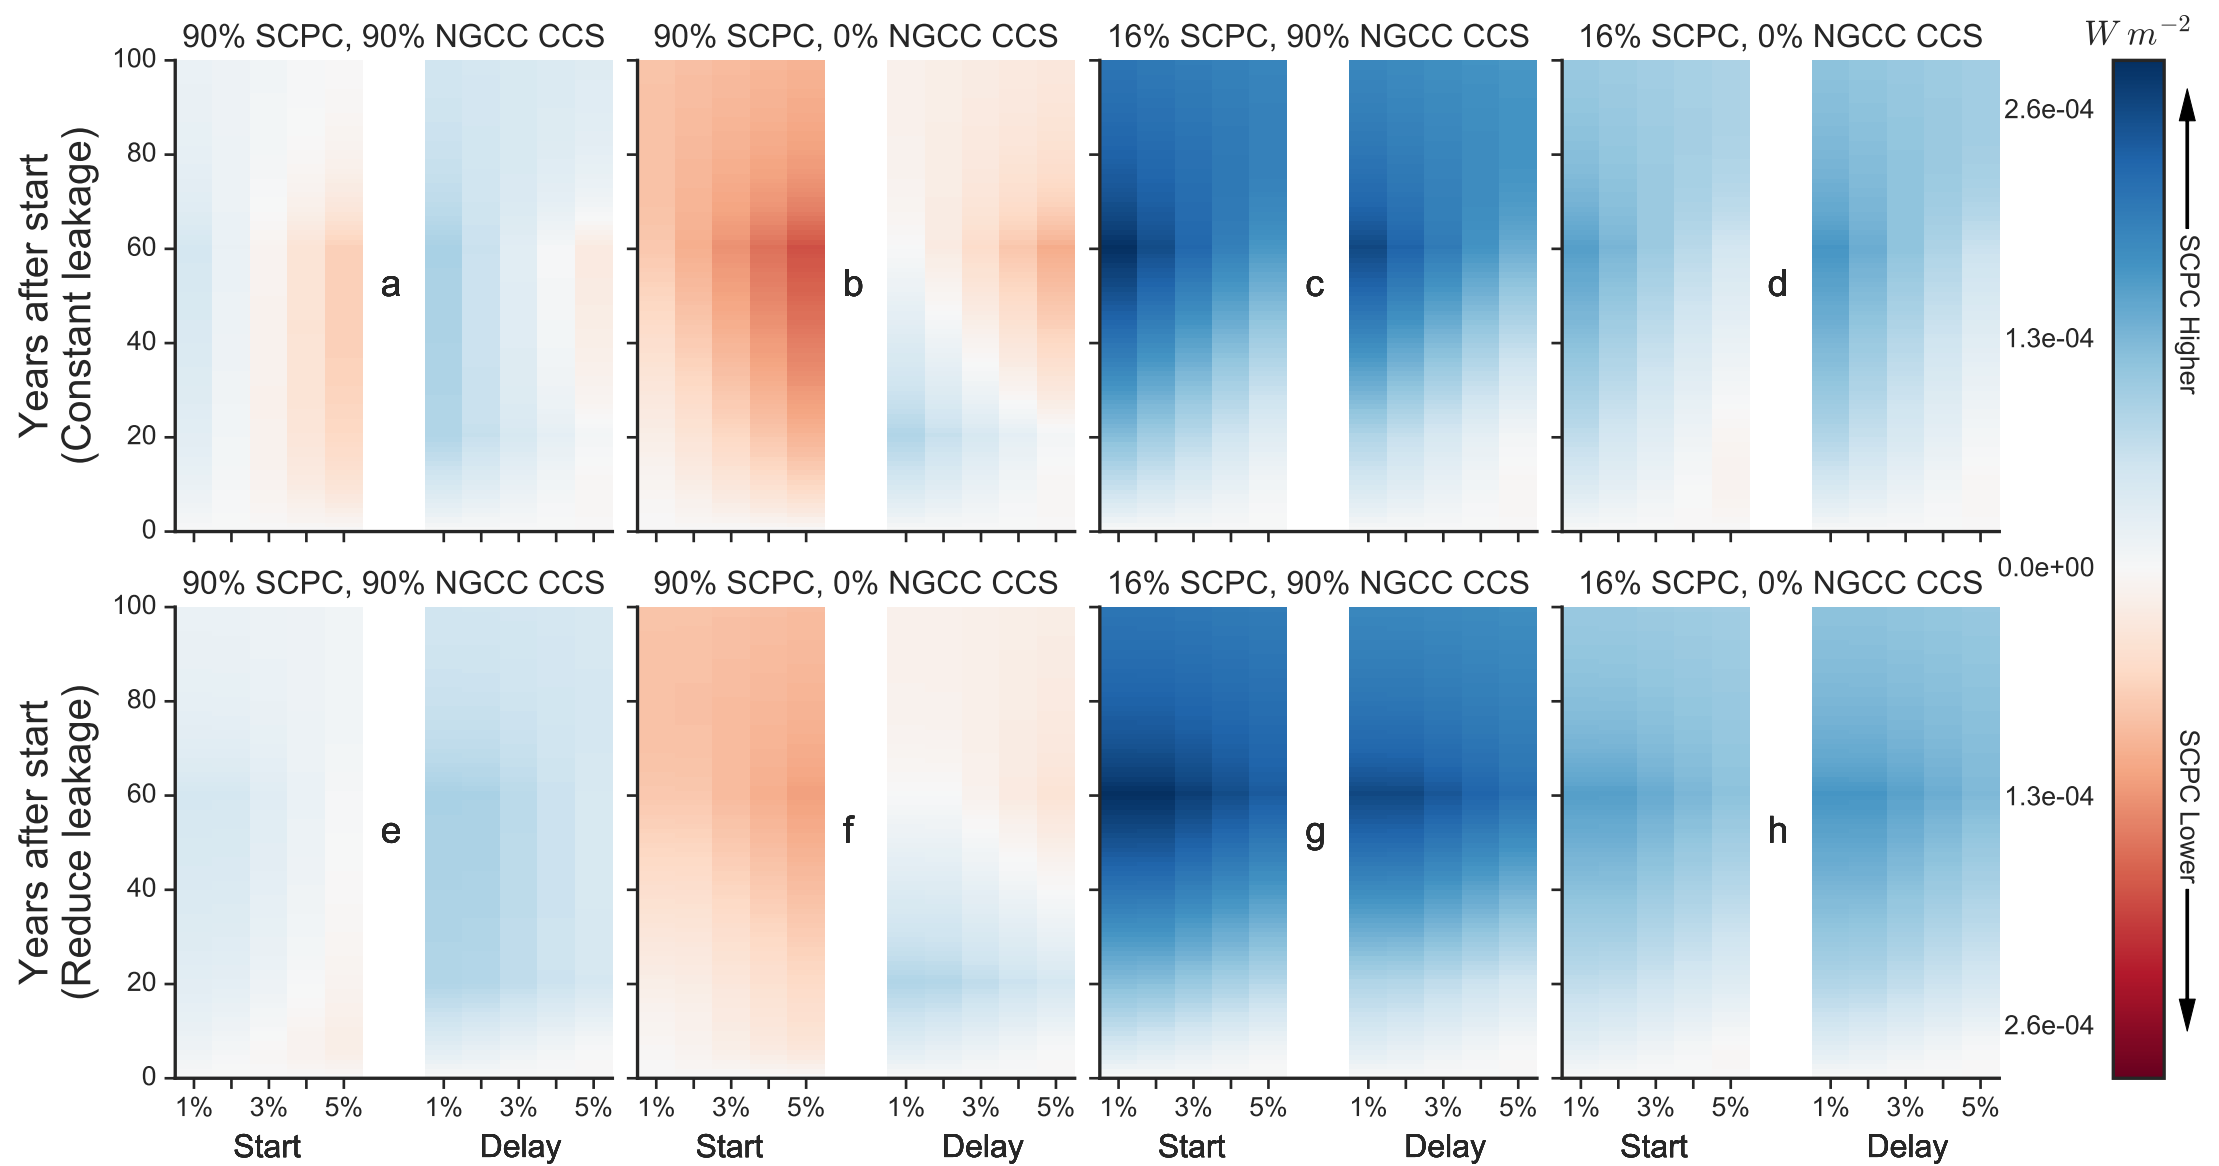 90% SCPC, 90% NGCC CCS
90% SCPC, 0% NGCC CCS
16% SCPC, 90% NGCC CCS
16% SCPC, 0% NGCC CCS
W m−2
Years after start
(Constant leakage)
100
80
60
40
20
0
a
b
c
d
90% SCPC, 90% NGCC CCS
90% SCPC, 0% NGCC CCS
16% SCPC, 90% NGCC CCS
16% SCPC, 0% NGCC CCS
Years after start
(Reduce leakage)
100
80
60
40
20
0
e
f
g
h
1% 3% 5% 1% 3% 5%
1% 3% 5% 1% 3% 5%
1% 3% 5% 1% 3% 5%
1% 3% 5% 1% 3% 5%
Start Delay
Start Delay
Start Delay
Start Delay
2.6e-04
1.3e-04
0.0e+00
1.3e-04
2.6e-04
SCPC Higher
SCPC Lower